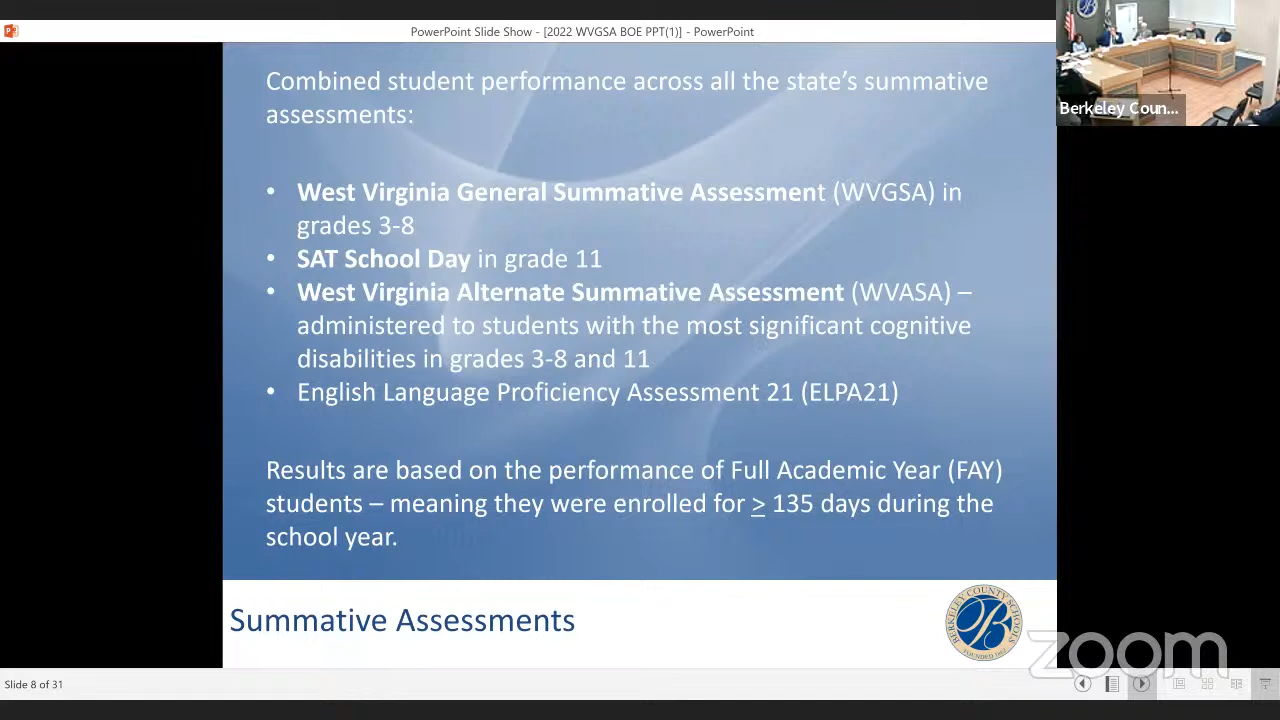 PowerPoint Slide Show - [2022 WVGSA BOE PPT(1)] - PowerPoint
Berkeley Coun...
Combined student performance across all the state's summative
assessments:
• West Virginia General Summative Assessment (WVGSA) in
grades 3-8
• SAT School Day in grade 11
• West Virginia Alternate Summative Assessment (WVASA) –
administered to students with the most significant cognitive
disabilities in grades 3-8 and 11
• English Language Proficiency Assessment 21 (ELPA21)
Results are based on the performance of Full Academic Year (FAY)
students – meaning they were enrolled for ≥ 135 days during the
school year.
Summative Assessments
BERKELEY COUNTY SCHOOLS
B
zoom
Slide 8 of 31